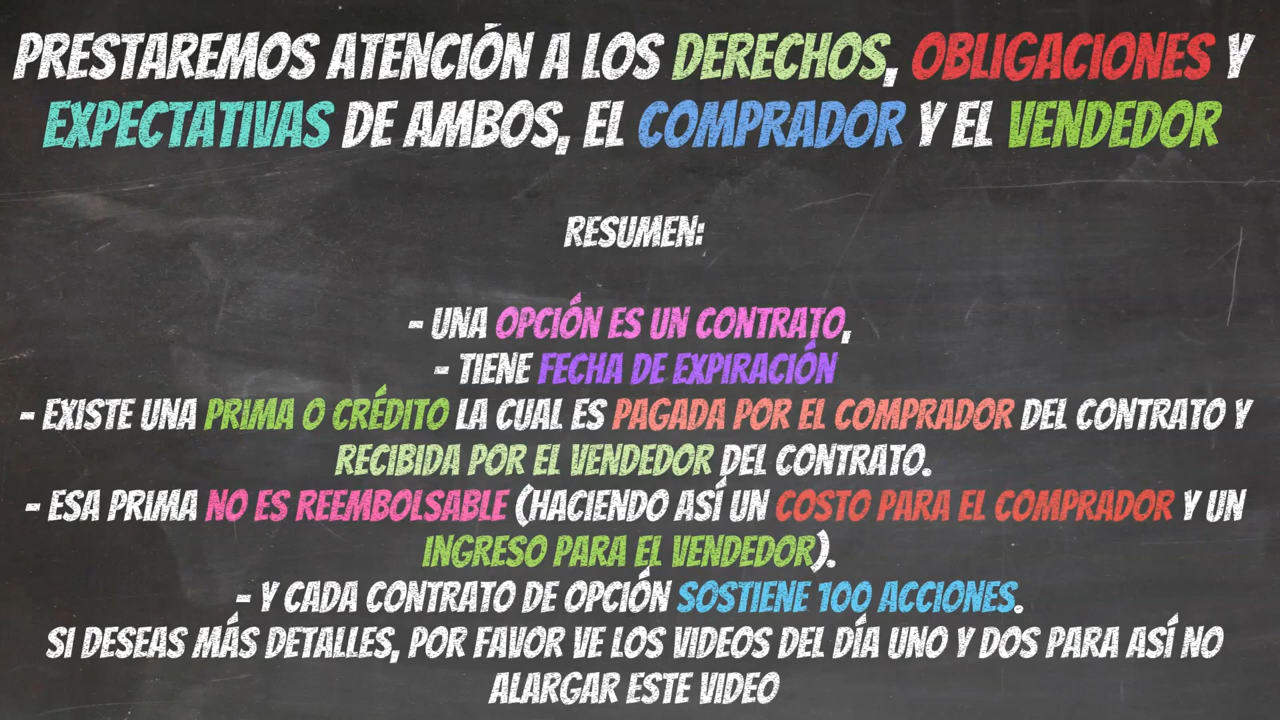 PRESTAREMOS ATENCIÓN A LOS DERECHOS, OBLIGACIONES Y
EXPECTATIVAS DE AMBOS, EL COMPRADOR Y EL VENDEDOR
RESUMEN:
- UNA OPCIÓN ES UN CONTRATO,
- TIENE FECHA DE EXPIRACIÓN
- EXISTE UNA PRIMA O CRÉDITO LA CUAL ES PAGADA POR EL COMPRADOR DEL CONTRATO Y
RECIBIDA POR EL VENDEDOR DEL CONTRATO.
- ESA PRIMA NO ES REEMBOLSABLE (HACIENDO ASÍ UN COSTO PARA EL COMPRADOR Y UN
INGRESO PARA EL VENDEDOR).
- Y CADA CONTRATO DE OPCIÓN SOSTIENE 100 ACCIONES.
SI DESEAS MÁS DETALLES, POR FAVOR VE LOS VIDEOS DEL DÍA UNO Y DOS PARA ASÍ NO
ALARGAR ESTE VIDEO